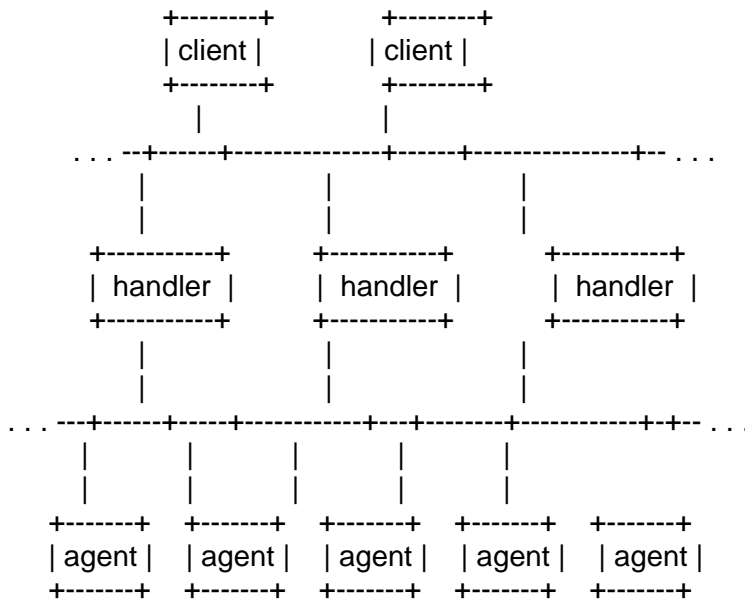 +--------+ +--------+
| client | | client |
+--------+ +--------+
| |
. . . --+------+---------------+------+----------------+-- . . .
| | |
| | |
+-----------+ +-----------+ +-----------+
| handler | | handler | | handler |
+-----------+ +-----------+ +-----------+
| | |
| | |
. . . ---+------+-----+------------+---+--------+------------+-+-- . . .
| | | | |
| | | | |
+-------+ +-------+ +-------+ +-------+ +-------+
| agent | | agent | | agent | | agent | | agent |
+-------+ +-------+ +-------+ +-------+ +-------+